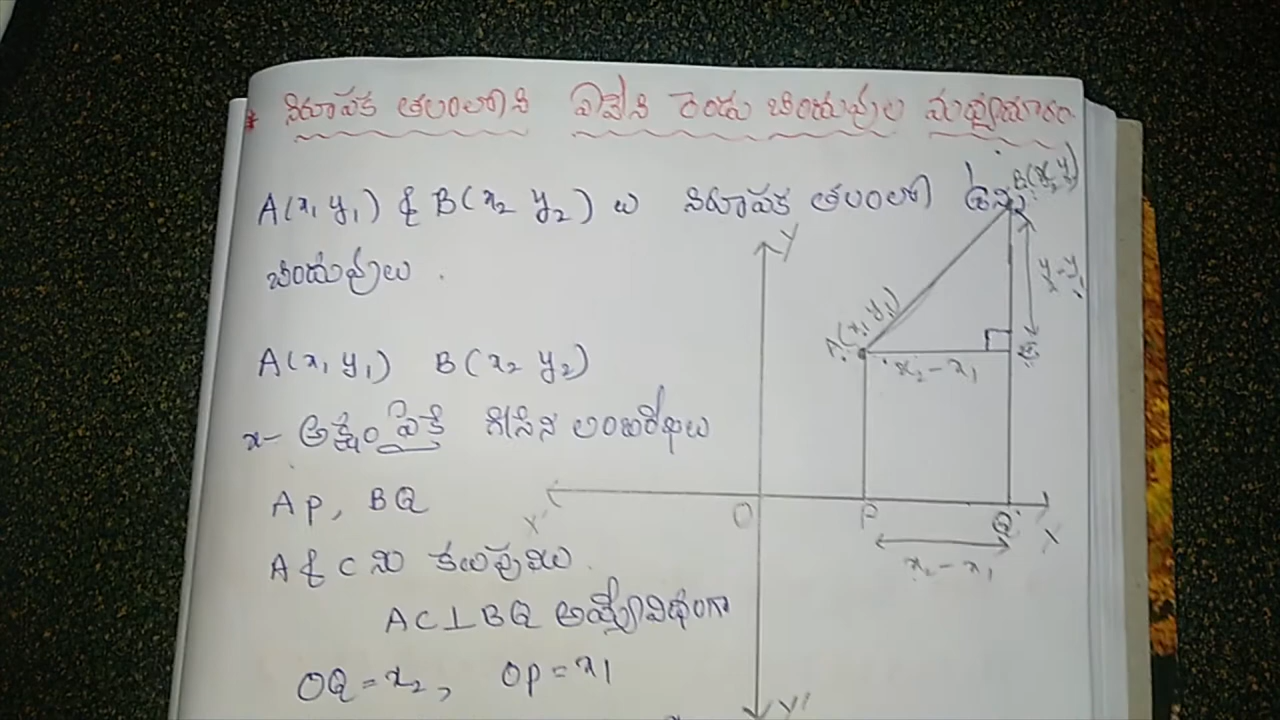 * నిరూపక తలంలోని ఏవేని రెండు బిందువుల మధ్యదూరం
A(x₁ y₁) & B(x₂ y₂) లు నిరూపక తలంలో ఉన్న
బిందువులు .
A(x₁ y₁) B(x₂ y₂)
x- అక్షం పైకి గీసిన లంబరేఖలు
AP, BQ
A & C ను కలుపుము.
AC⊥BQ అయ్యేవిధంగా
OQ = x₂, OP = x₁
B(x₂ y₂)
Y
y₂-y₁
A(x₁ y₁)
x₂ - x₁
X' O P Q X
x₂ - x₁
Y'